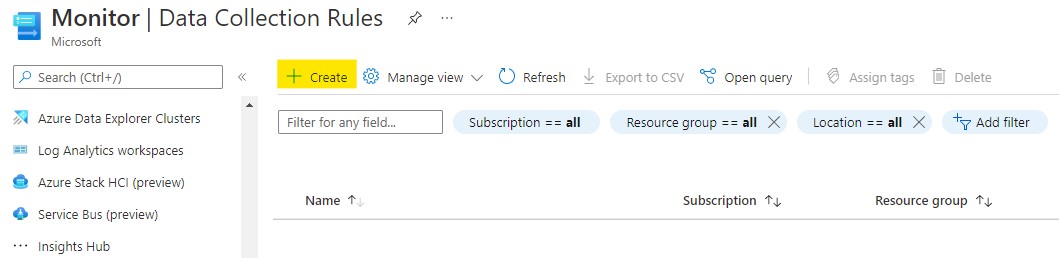 Monitor | Data Collection Rules
Microsoft
Search (Ctrl+/)
Create Manage view Refresh Export to CSV Open query Assign tags Delete
Filter for any field... Subscription == all Resource group == all Location == all Add filter
Azure Data Explorer Clusters
Log Analytics workspaces
Azure Stack HCI (preview)
Service Bus (preview)
Insights Hub
Name Subscription Resource group